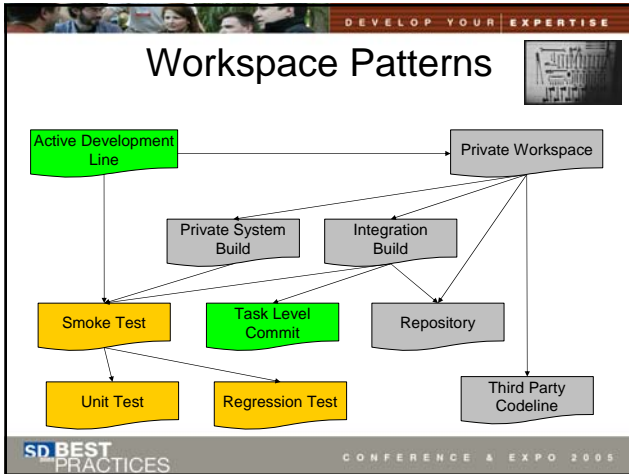 DEVELOP YOUR EXPERTISE
Workspace Patterns
Active Development
Line
Private Workspace
Private System
Build
Integration
Build
Smoke Test
Task Level
Commit
Repository
Unit Test
Regression Test
Third Party
Codeline
SD BEST
PRACTICES
CONFERENCE & EXPO 2005